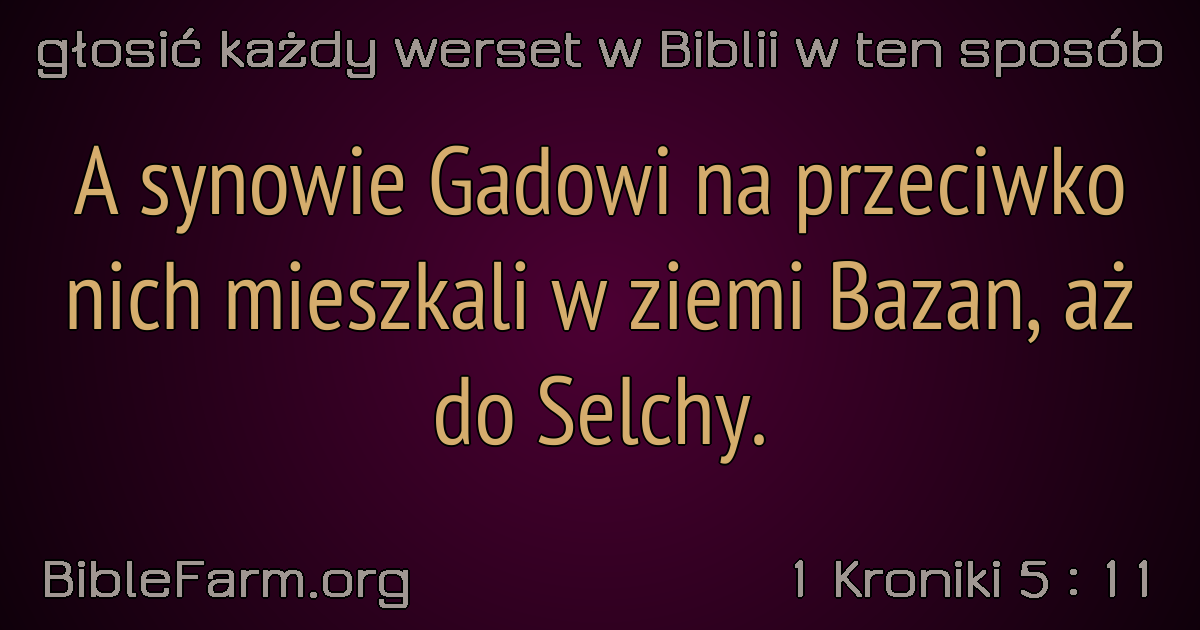 głosić każdy werset w Biblii w ten sposób
A synowie Gadowi na przeciwko
nich mieszkali w ziemi Bazan, aż
do Selchy.
BibleFarm.org
1 Kroniki 5 : 11